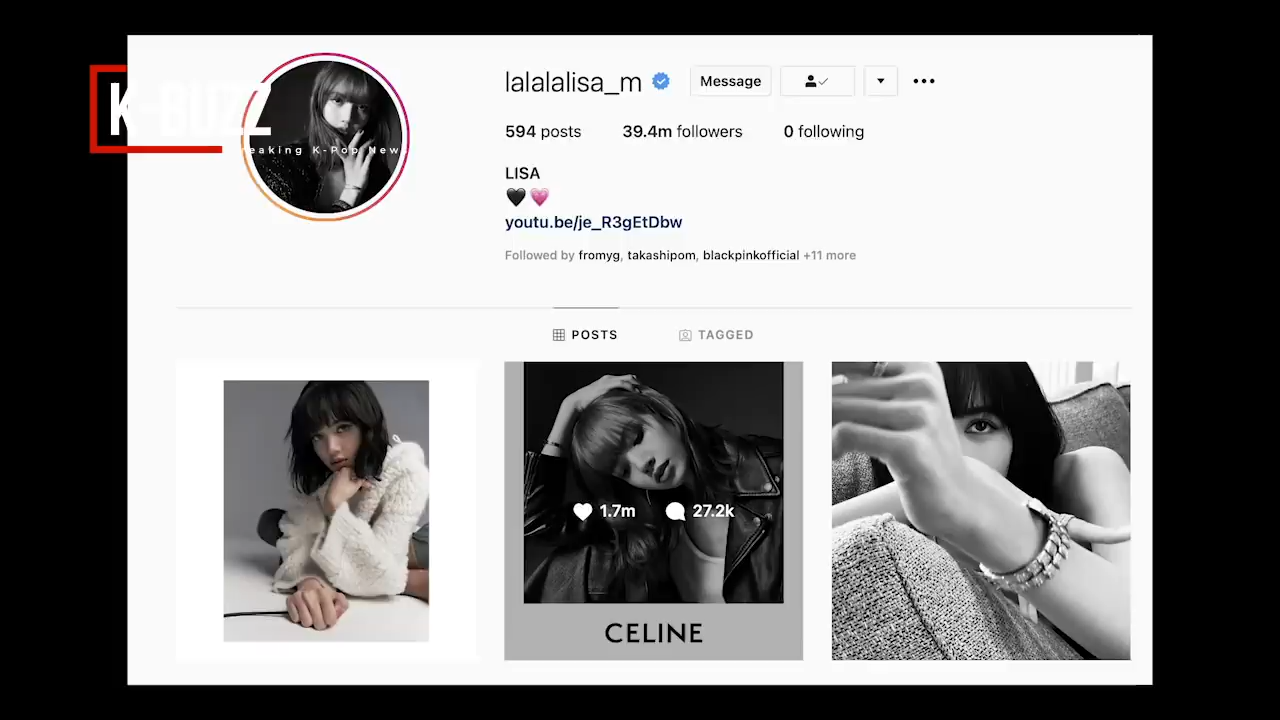 K-BUZZ
eaking K-Pop New
lalalalisa_m
Message
594 posts 39.4m followers 0 following
LISA
youtu.be/je_R3gEtDbw
Followed by fromyg, takashipom, blackpinkofficial +11 more
POSTS TAGGED
1.7m 27.2k
CELINE